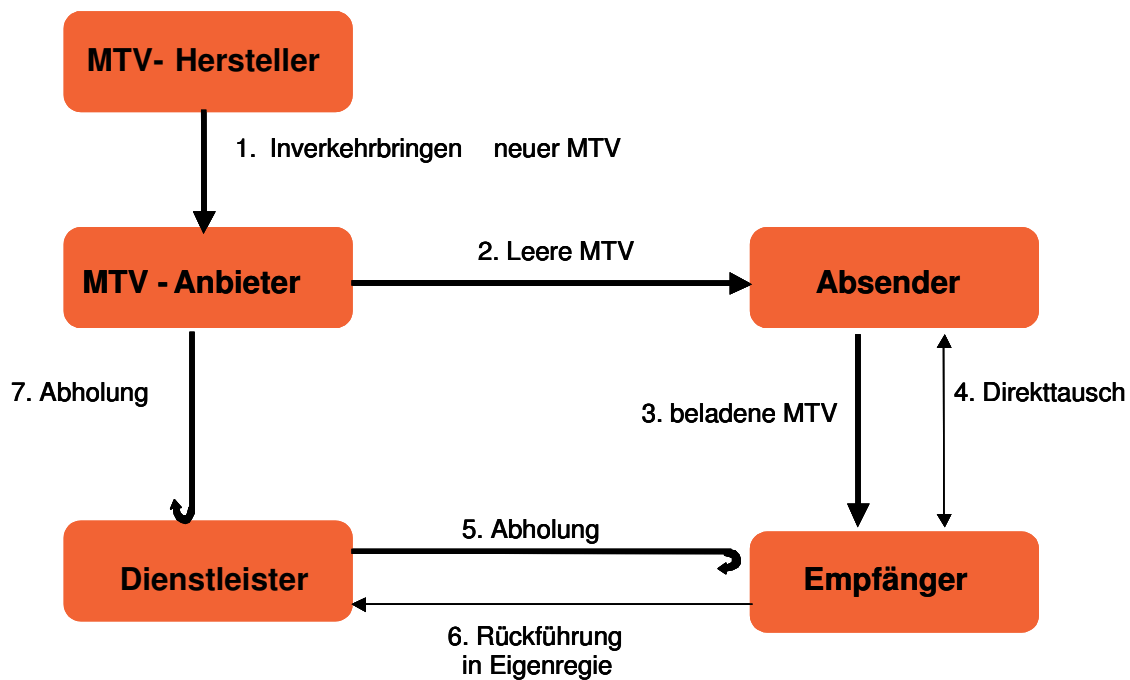 MTV- Hersteller
1. Inverkehrbringen neuer MTV
2. Leere MTV
MTV - Anbieter
Absender
7. Abholung
3. beladene MTV
4. Direkttausch
5. Abholung
Dienstleister
Empfänger
6. Rückführung
in Eigenregie